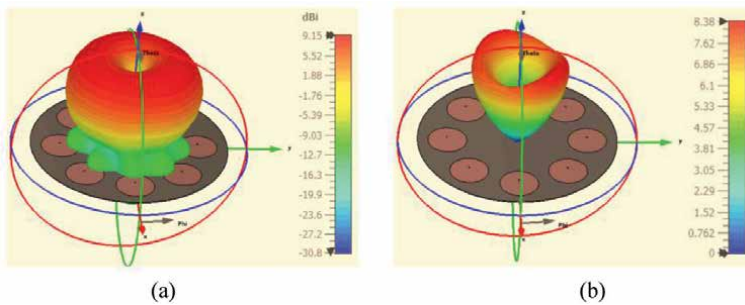 dBi
9.15
5.52
1.88
-1.76
-5.39
-9.03
-12.7
-16.3
-19.9
-23.6
-27.2
-30.8
z
Theta
y
Phi
x
(a)
8.38
7.62
6.86
6.1
5.33
4.57
3.81
3.05
2.29
1.52
0.762
0
z
Theta
y
Phi
x
(b)